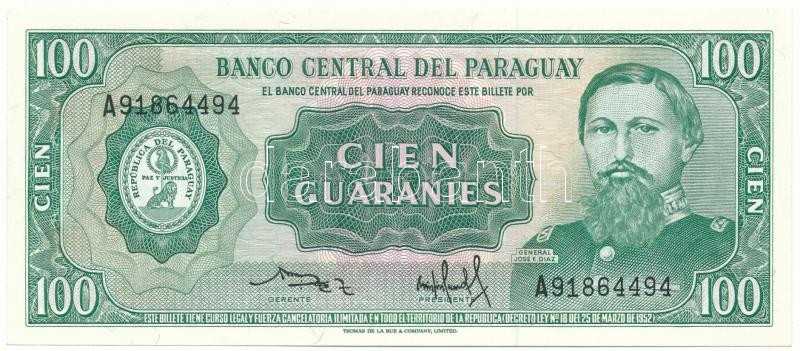 100
100
BANCO CENTRAL DEL PARAGUAY
EL BANCO CENTRAL DEL PARAGUAY RECONOCE ESTE BILLETE POR
A91864494
REPUBLICA DEL PARAGUAY
PAZ Y JUSTICIA
CIEN
CIEN
GUARANIES
CIEN
GENERAL
JOSE E. DIAZ
GERENTE
PRESIDENTE
A91864494
100
100
ESTE BILLETE TIENE CURSO LEGAL Y FUERZA CANCELATORIA ILIMITADA EN TODO EL TERRITORIO DE LA REPUBLICA (DECRETO LEY Nº 18 DEL 25 DE MARZO DE 1952)
THOMAS DE LA RUE & COMPANY, LIMITED.
darabanth